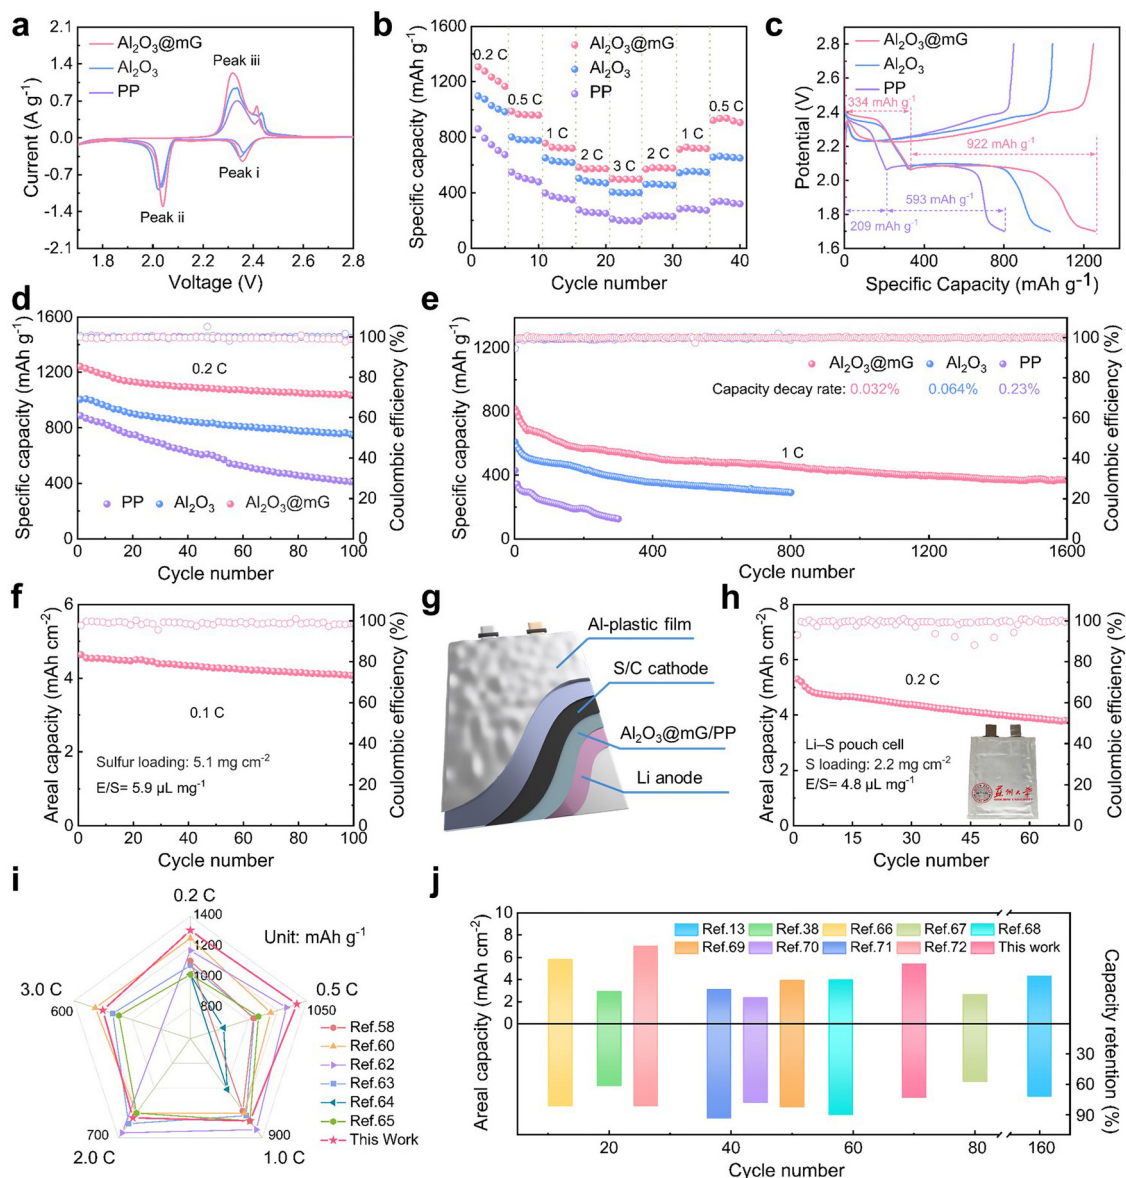 a
2.1
1.4
0.7
0.0
-0.7
-1.4
-2.1
Current (A g⁻¹)
Al₂O₃@mG
Al₂O₃
PP
Peak iii
Peak i
Peak ii
2.0
2.2
2.4
2.6
2.8
Voltage (V)
b
1600
1200
800
400
0
Specific capacity (mAh g⁻¹)
Al₂O₃@mG
Al₂O₃
PP
0.2 C
0.5 C
1 C
2 C
3 C
2 C
1 C
0.5 C
0
10
20
30
40
Cycle number
c
2.8
2.4
2.0
1.6
Potential (V)
Al₂O₃@mG
Al₂O₃
PP
334 mAh g⁻¹
922 mAh g⁻¹
593 mAh g⁻¹
209 mAh g⁻¹
0
400
800
1200
Specific Capacity (mAh g-1)
d
1600
1200
800
400
0
Specific capacity (mAh g⁻¹)
0.2 C
PP
Al₂O₃
Al₂O₃@mG
100
80
60
40
20
0
Coulombic efficiency (%)
0
20
40
60
80
100
Cycle number
e
1200
800
400
0
Specific capacity (mAh g⁻¹)
Al₂O₃@mG
Al₂O₃
PP
Capacity decay rate: 0.032% 0.064% 0.23%
1 C
100
80
60
40
20
0
Coulombic efficiency (%)
0
400
800
1200
1600
Cycle number
f
6
4
2
0
Areal capacity (mAh cm⁻²)
0.1 C
Sulfur loading: 5.1 mg cm⁻²
E/S= 5.9 µL mg⁻¹
100
80
60
40
20
0
Coulombic efficiency (%)
0
20
40
60
80
100
Cycle number
g
Al-plastic film
S/C cathode
Al₂O₃@mG/PP
Li anode
h
8
6
4
2
0
Areal capacity (mAh cm⁻²)
0.2 C
Li–S pouch cell
S loading: 2.2 mg cm⁻²
E/S= 4.8 µL mg⁻¹
苏州大学
100
80
60
40
20
0
Coulombic efficiency (%)
0
15
30
45
60
Cycle number
i
0.2 C
1400
1200
1000
800
Unit: mAh g⁻¹
3.0 C
600
0.5 C
1050
2.0 C
700
1.0 C
900
Ref.58
Ref.60
Ref.62
Ref.63
Ref.64
Ref.65
This Work
j
10
8
6
4
2
0
Areal capacity (mAh cm⁻²)
Ref.13
Ref.38
Ref.66
Ref.67
Ref.68
Ref.69
Ref.70
Ref.71
Ref.72
This work
30
60
90
Capacity retention (%)
20
40
60
80
160
Cycle number